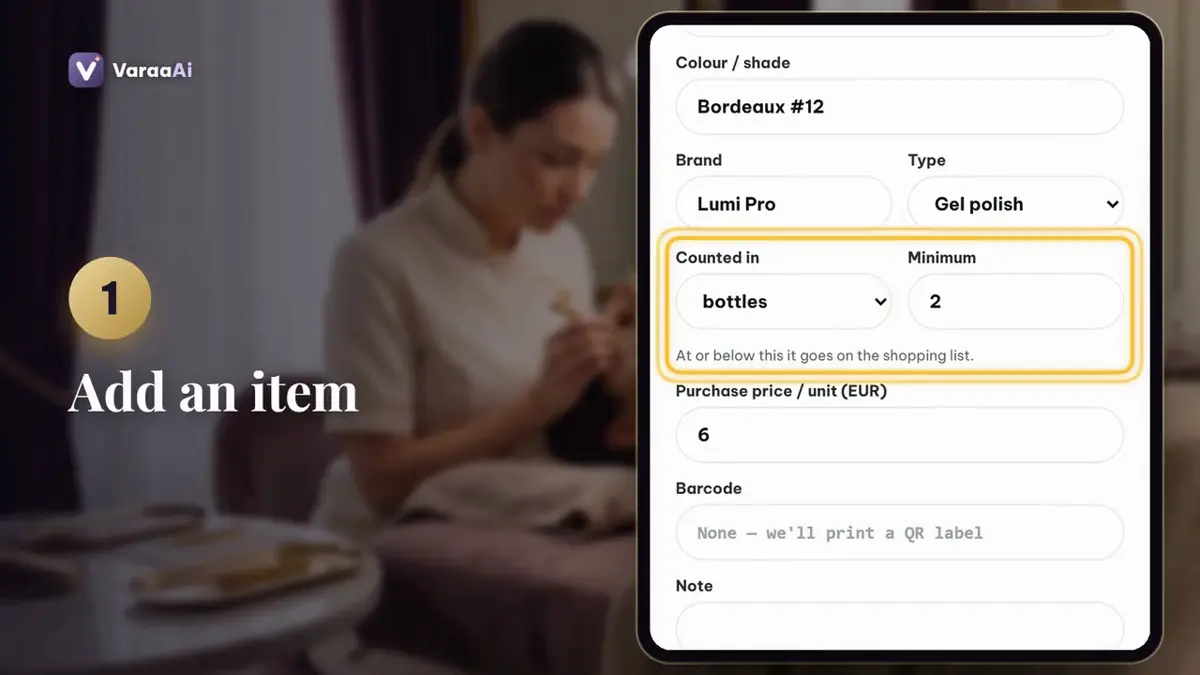 VaraaAi
1
Add an item
Colour / shade
Bordeaux #12
Brand
Type
Lumi Pro
Gel polish
Counted in
Minimum
bottles
2
At or below this it goes on the shopping list.
Purchase price / unit (EUR)
6
Barcode
None – we'll print a QR label
Note